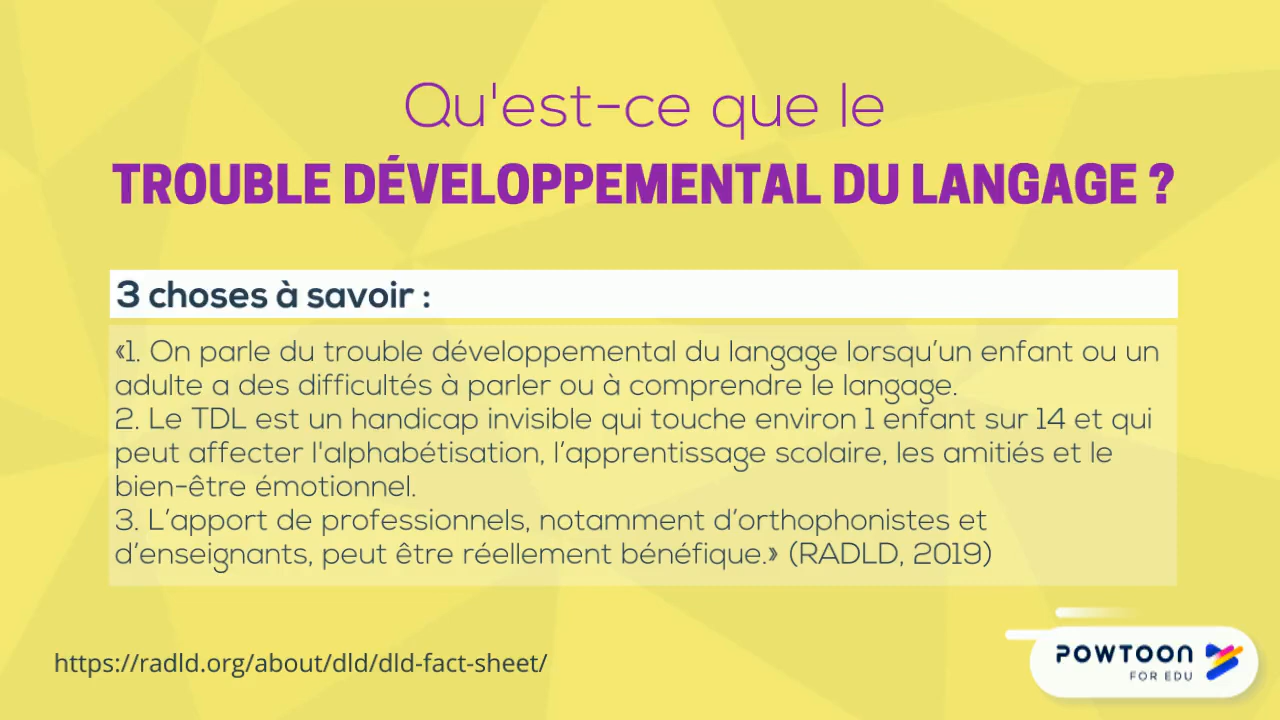 Qu'est-ce que le
TROUBLE DÉVELOPPEMENTAL DU LANGAGE ?
3 choses à savoir :
«1. On parle du trouble développemental du langage lorsqu’un enfant ou un
adulte a des difficultés à parler ou à comprendre le langage.
2. Le TDL est un handicap invisible qui touche environ 1 enfant sur 14 et qui
peut affecter l'alphabétisation, l’apprentissage scolaire, les amitiés et le
bien-être émotionnel.
3. L’apport de professionnels, notamment d’orthophonistes et
d’enseignants, peut être réellement bénéfique.» (RADLD, 2019)
https://radld.org/about/dld/dld-fact-sheet/
POWTOON
FOR EDU